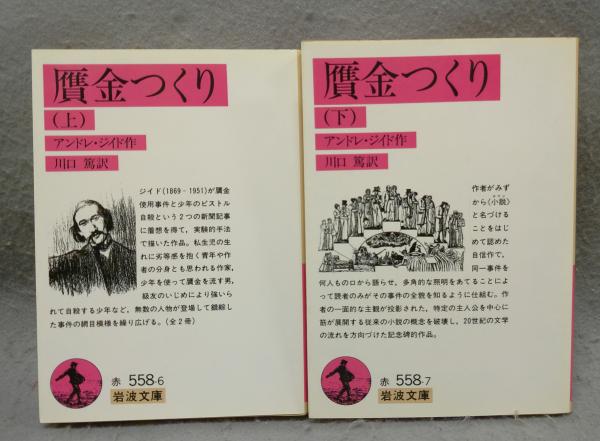 贋金つくり
(上)
アンドレ・ジイド作
川口 篤訳
ジイド(1869‐1951)が贋金
使用事件と少年のピストル
自殺という2つの新聞記事
に着想を得て,実験的手法
で描いた作品。私生児の生
れに劣等感を抱く青年や作
者の分身とも思われる作家,
少年を使って贋金を流す男,
級友のいじめにより強いら
れて自殺する少年など,無数の人物が登場して錯綜し
た事件の網目模様を繰り広げる。(全2冊)
赤 558-6
岩波文庫
贋金つくり
(下)
アンドレ・ジイド作
川口 篤訳
作者がみず
から〈小説〉
と名づける
ことをはじ
めて認めた
自信作で,
同一事件を
何人もの口から語らせ,多角的な照明をあてることによ
って読者のみがその事件の全貌を知るように仕組む。作
者の一面的な主観が投影された,特定の主人公を中心に
筋が展開する従来の小説の概念を破壊し,20世紀の文学
の流れを方向づけた記念碑的作品。
赤 558-7
岩波文庫